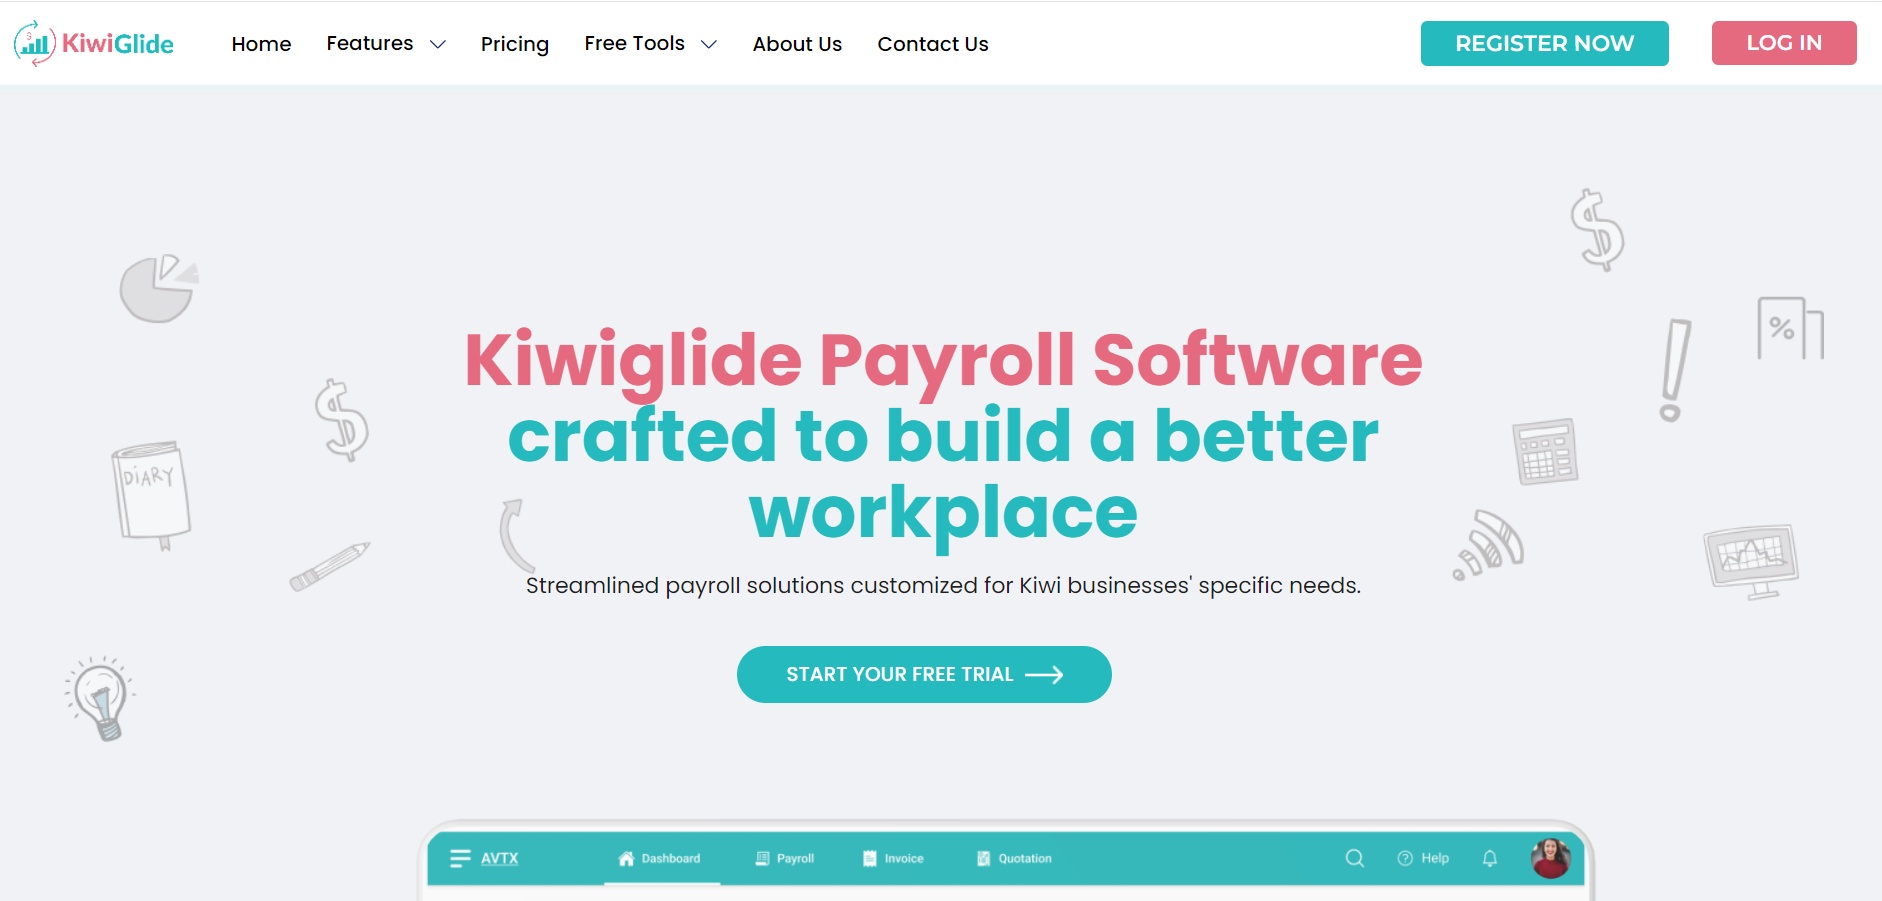 KiwiGlide
Home Features Pricing Free Tools About Us Contact Us REGISTER NOW LOG IN
$
%
DIARY
Kiwiglide Payroll Software
crafted to build a better
workplace
Streamlined payroll solutions customized for Kiwi businesses' specific needs.
START YOUR FREE TRIAL
AVTX Dashboard Payroll Invoice Quotation Help